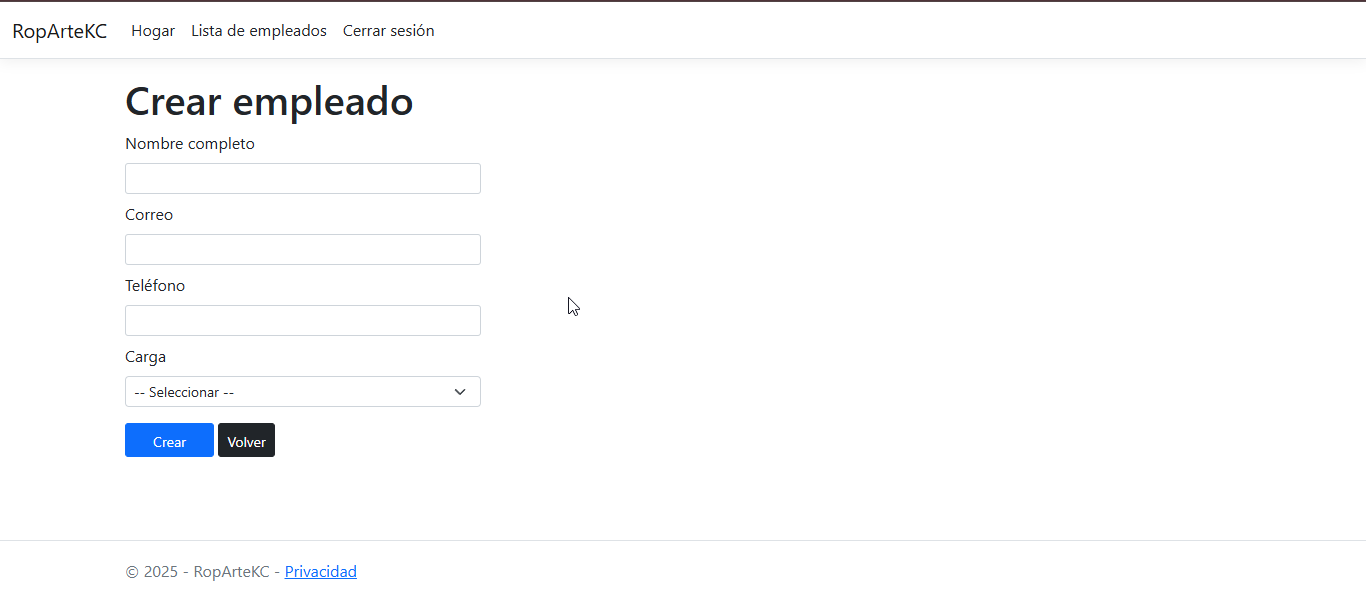 RopArteKC Hogar Lista de empleados Cerrar sesión
Crear empleado
Nombre completo
Correo
Teléfono
Carga
-- Seleccionar --
Crear Volver
© 2025 - RopArteKC - Privacidad